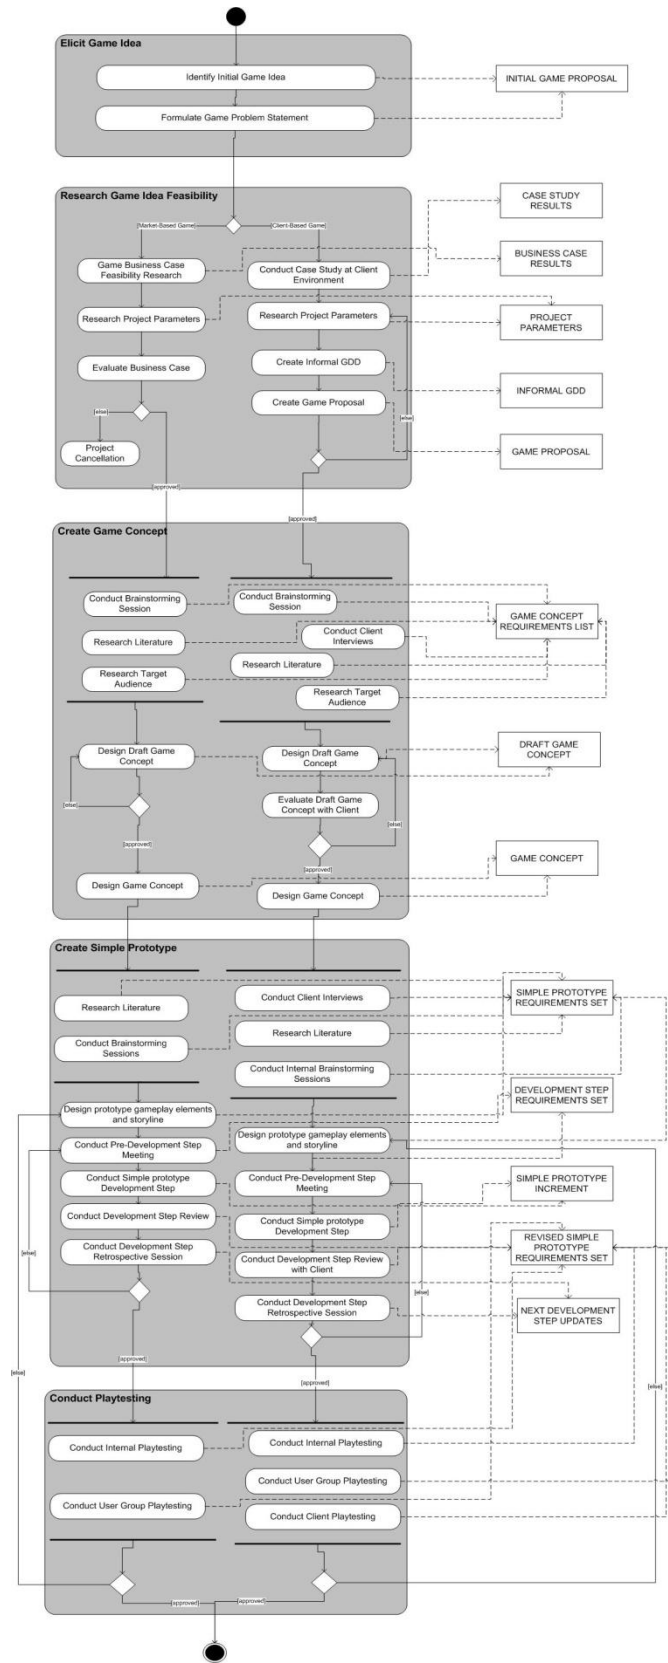 Elicit Game Idea
Identify Initial Game Idea
INITIAL GAME PROPOSAL
Formulate Game Problem Statement
Research Game Idea Feasibility
CASE STUDY
RESULTS
[Market-Based Game]
[Client-Based Game]
Game Business Case
Feasibility Research
Conduct Case Study at Client
Environment
BUSINESS CASE
RESULTS
Research Project Parameters
Research Project Parameters
PROJECT
PARAMETERS
Evaluate Business Case
Create Informal GDD
INFORMAL GDD
Create Game Proposal
[else]
[else]
Project
Cancellation
GAME PROPOSAL
[approved]
[approved]
Create Game Concept
Conduct Brainstorming
Session
Conduct Brainstorming
Session
GAME CONCEPT
REQUIREMENTS LIST
Research Literature
Conduct Client
Interviews
Research Literature
Research Target
Audience
Research Target
Audience
Design Draft Game
Concept
Design Draft Game
Concept
DRAFT GAME
CONCEPT
[else]
Evaluate Draft Game
Concept with Client
[else]
[approved]
[approved]
GAME CONCEPT
Design Game Concept
Design Game Concept
Create Simple Prototype
Research Literature
Conduct Client Interviews
SIMPLE PROTOTYPE
REQUIREMENTS SET
Research Literature
Conduct Brainstorming
Sessions
Conduct Internal Brainstorming
Sessions
DEVELOPMENT STEP
REQUIREMENTS SET
Design prototype gameplay elements
and storyline
Design prototype gameplay elements
and storyline
Conduct Pre-Development Step
Meeting
Conduct Pre-Development Step
Meeting
Conduct Simple prototype
Development Step
SIMPLE PROTOTYPE
INCREMENT
Conduct Development Step Review
Conduct Simple prototype
Development Step
REVISED SIMPLE
PROTOTYPE
REQUIREMENTS SET
Conduct Development Step
Retrospective Session
[else]
Conduct Development Step Review
with Client
[else]
Conduct Development Step
Retrospective Session
NEXT DEVELOPMENT
STEP UPDATES
[approved]
[else]
[approved]
[else]
Conduct Playtesting
Conduct Internal Playtesting
Conduct Internal Playtesting
Conduct User Group Playtesting
Conduct User Group Playtesting
Conduct Client Playtesting
[approved]
[approved]